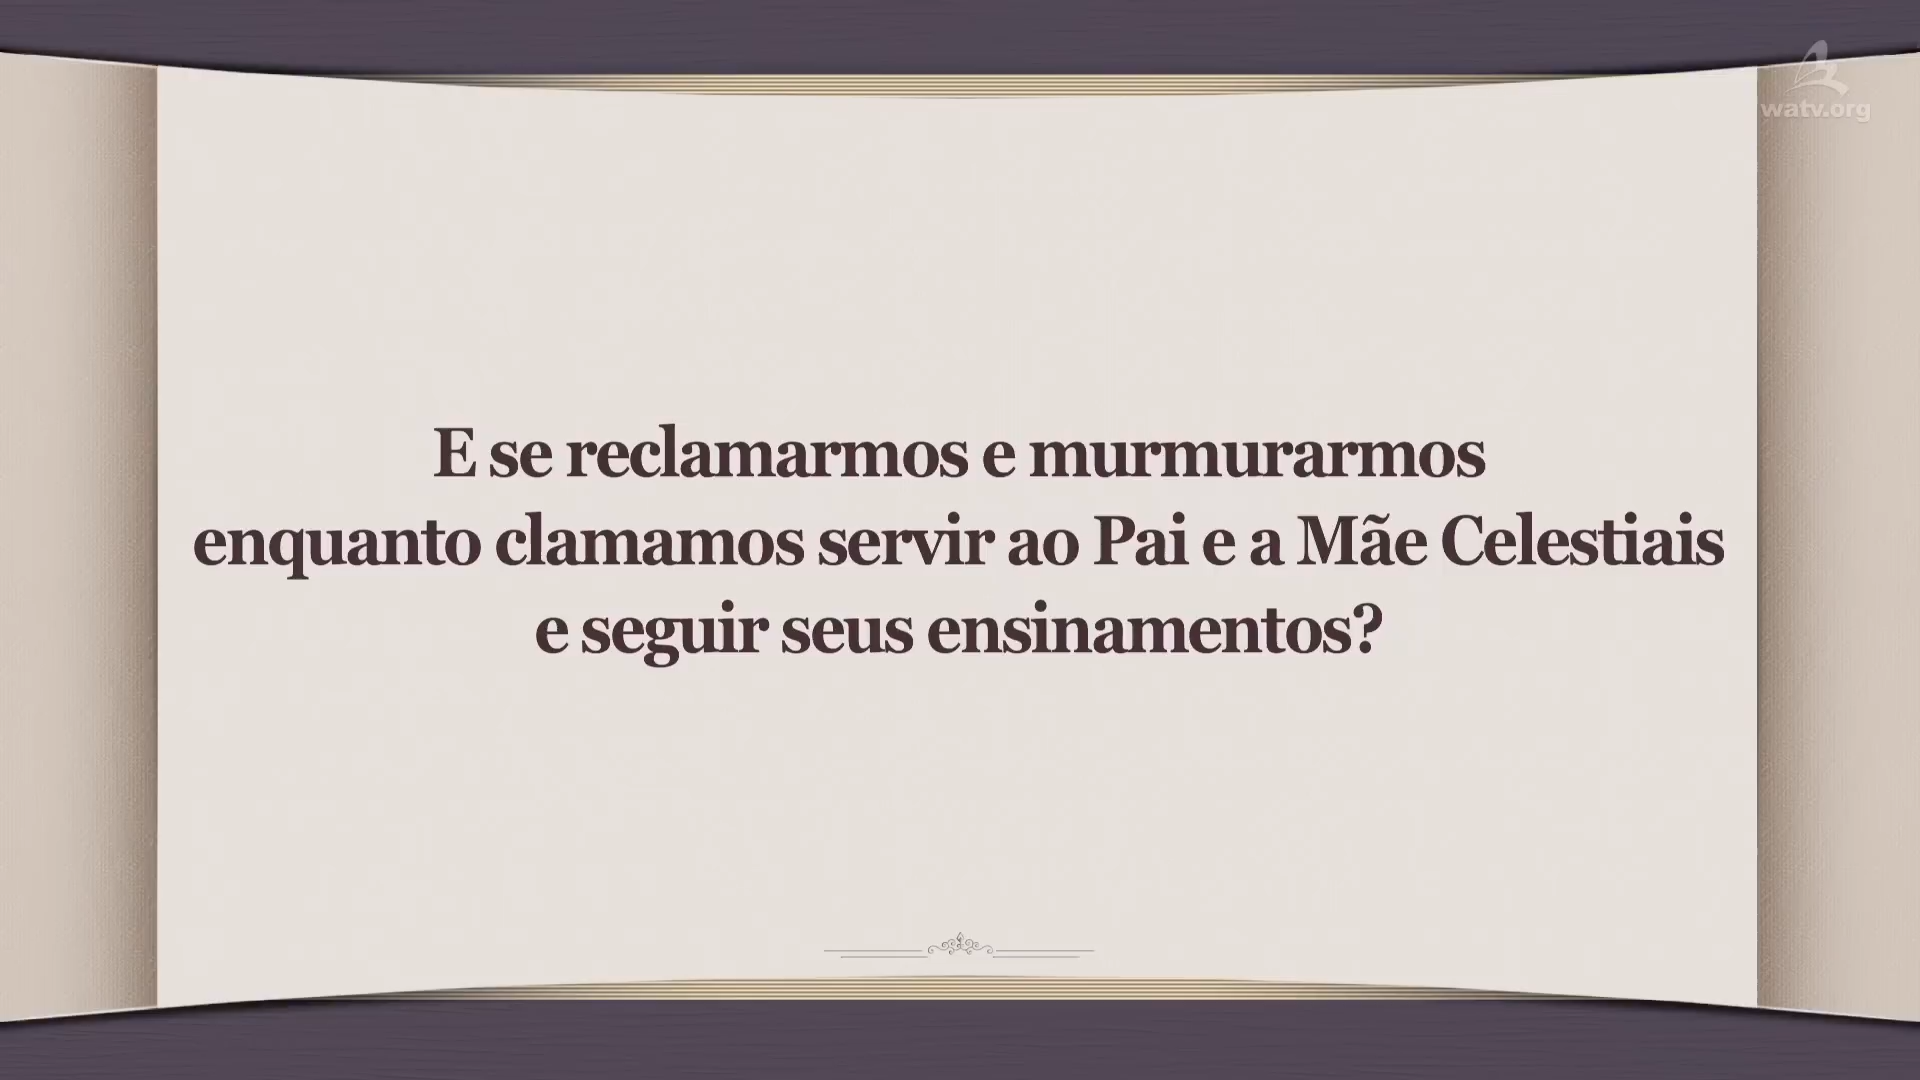 watv.org
E se reclamarmos e murmurarmos
enquanto clamamos servir ao Pai e a Mãe Celestiais
e seguir seus ensinamentos?